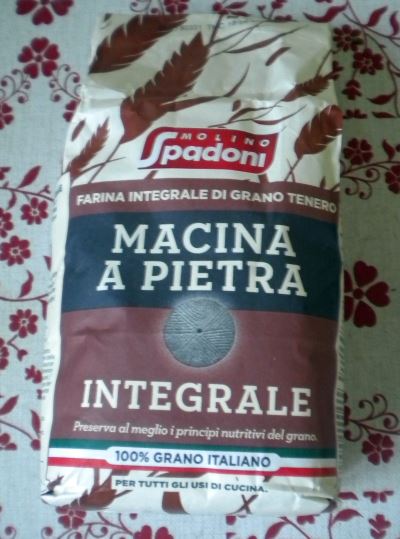 MOLINO
Spadoni
FARINA INTEGRALE DI GRANO TENERO
MACINA
A PIETRA
INTEGRALE
Preserva al meglio i principi nutritivi del grano.
100% GRANO ITALIANO
PER TUTTI GLI USI DI CUCINA.